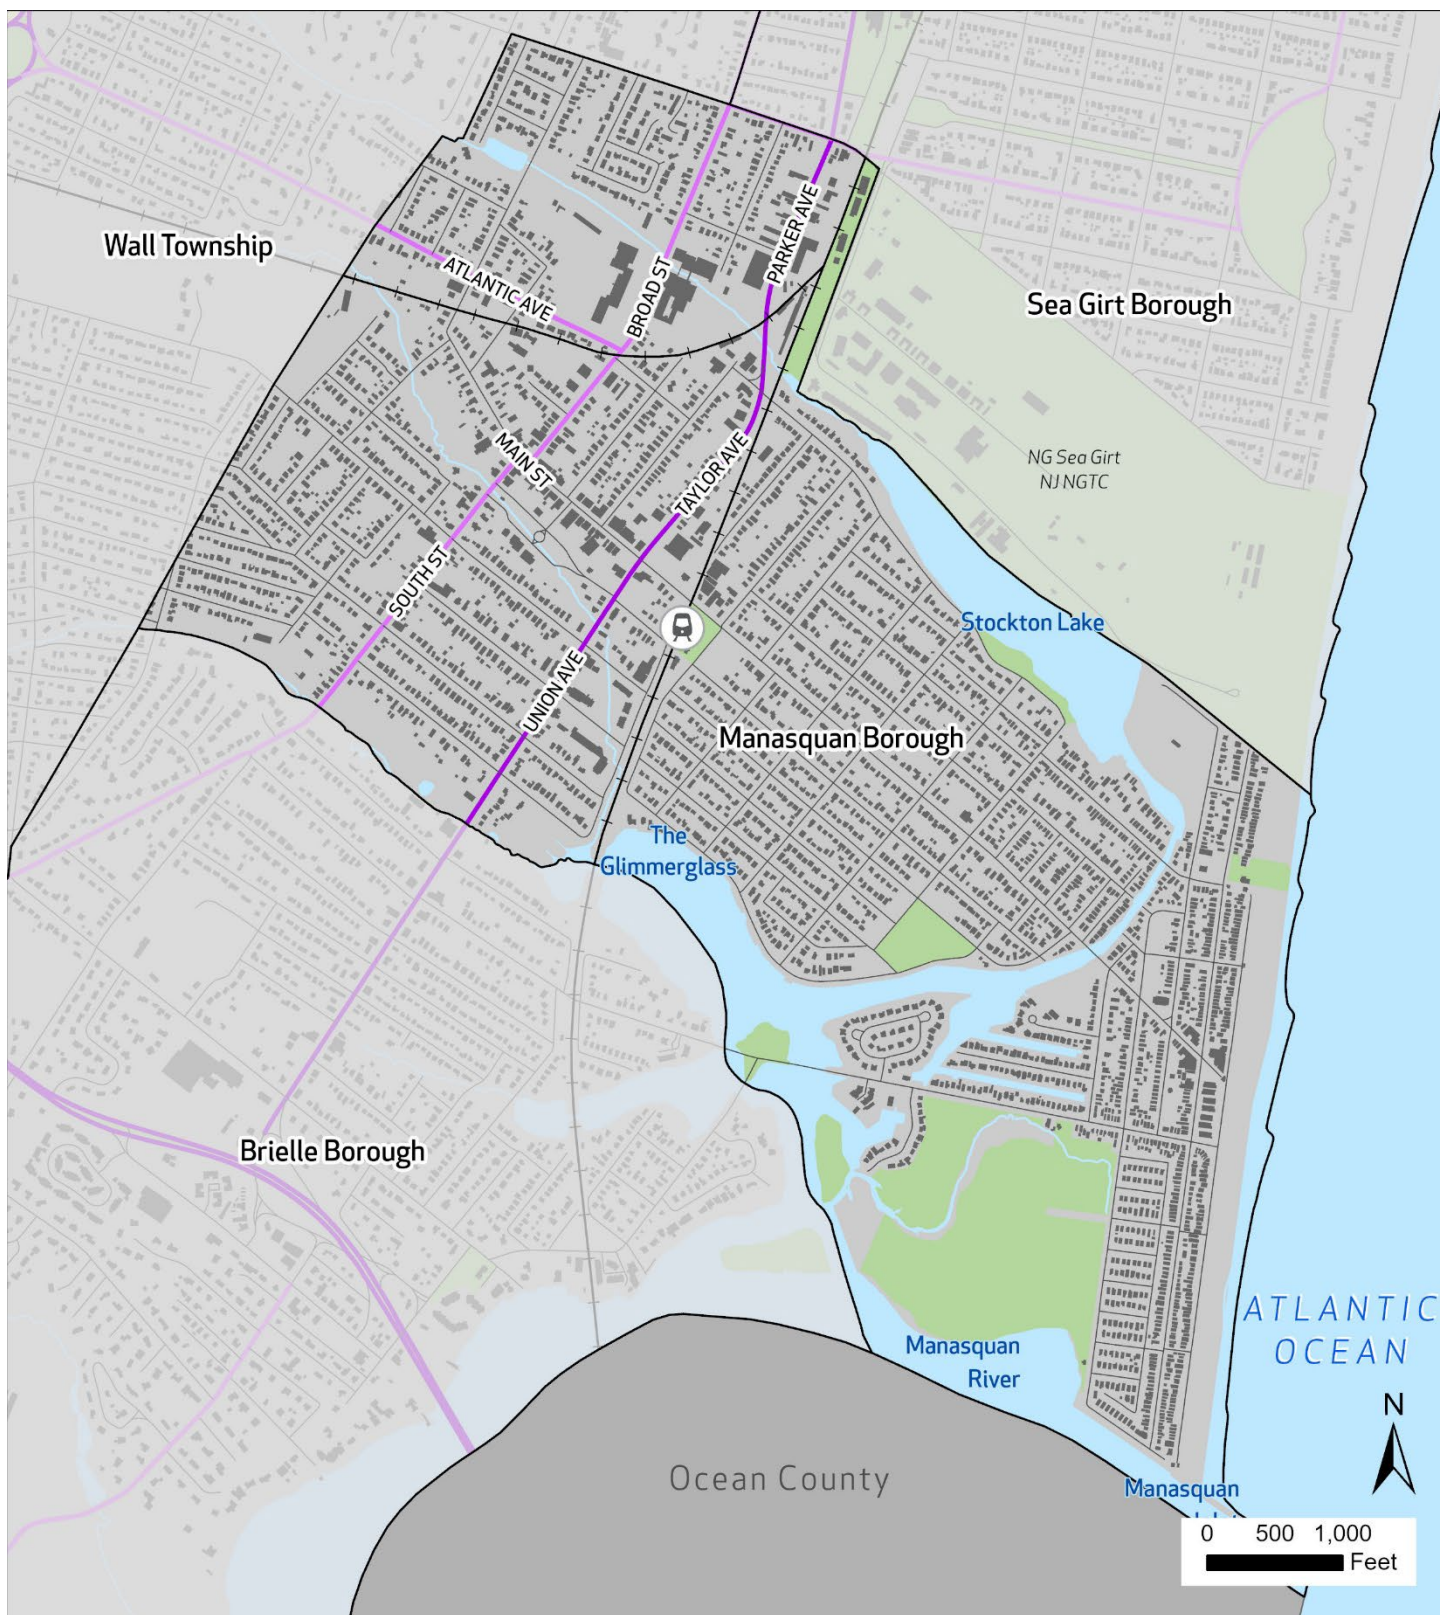 Wall Township
ATLANTIC AVE
BROAD ST
PARKER AVE
Sea Girt Borough
MAIN ST
TAYLOR AVE
NG Sea Girt
NJ NGTC
SOUTH ST
Stockton Lake
UNION AVE
Manasquan Borough
The
Glimmerglass
Brielle Borough
ATLANTIC
OCEAN
Manasquan
River
N
Ocean County
Manasquan
0 500 1,000
Feet